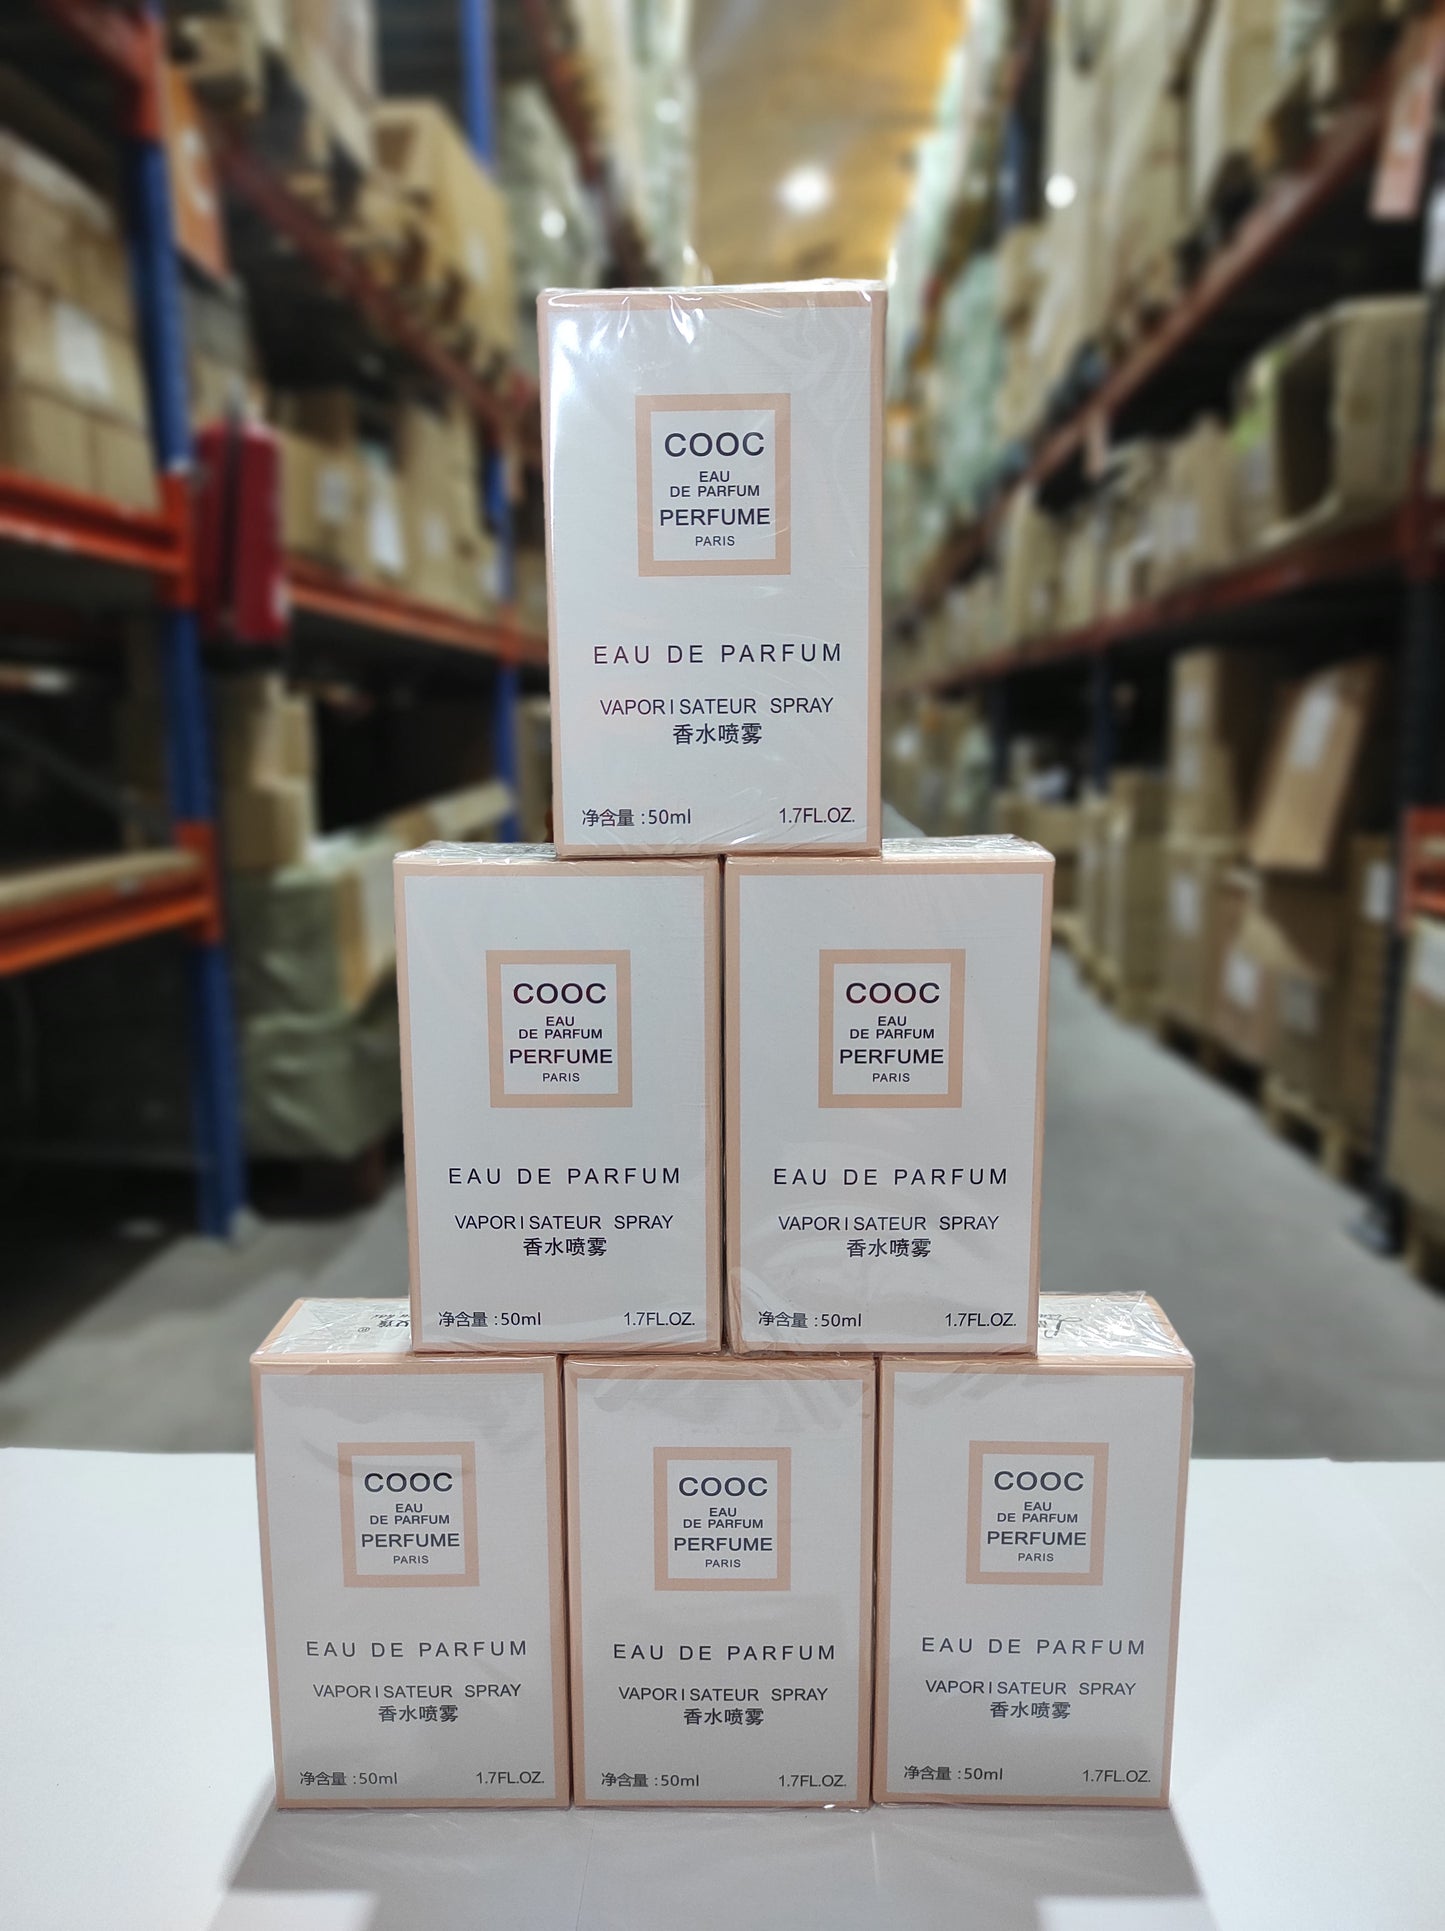 COOC
EAU
DE PARFUM
PERFUME
PARIS
EAU DE PARFUM
VAPORISATEUR SPRAY
香水喷雾
净含量:50ml 1.7FL.OZ.
COOC
EAU
DE PARFUM
PERFUME
PARIS
EAU DE PARFUM
VAPORISATEUR SPRAY
香水喷雾
净含量:50ml 1.7FL.OZ.
COOC
EAU
DE PARFUM
PERFUME
PARIS
EAU DE PARFUM
VAPORISATEUR SPRAY
香水喷雾
净含量:50ml 1.7FL.OZ.
COOC
EAU
DE PARFUM
PERFUME
PARIS
EAU DE PARFUM
VAPORISATEUR SPRAY
香水喷雾
净含量:50ml 1.7FL.OZ.
COOC
EAU
DE PARFUM
PERFUME
PARIS
EAU DE PARFUM
VAPORISATEUR SPRAY
香水喷雾
净含量:50ml 1.7FL.OZ.
COOC
EAU
DE PARFUM
PERFUME
PARIS
EAU DE PARFUM
VAPORISATEUR SPRAY
香水喷雾
净含量:50ml 1.7FL.OZ.